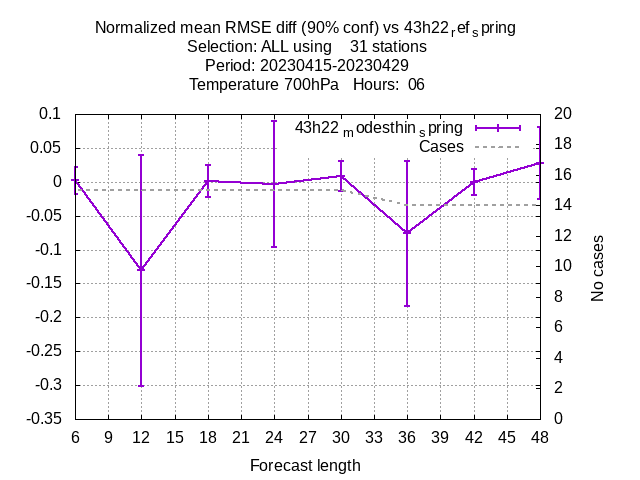 Normalized mean RMSE diff (90% conf) vs 43h22refspring
Selection: ALL using 31 stations
Period: 20230415-20230429
Temperature 700hPa Hours: 06
43h22modesthinspring
Cases
0.1
0.05
0
-0.05
-0.1
-0.15
-0.2
-0.25
-0.3
-0.35
20
18
16
14
12
10
8
6
4
2
0
No cases
6 9 12 15 18 21 24 27 30 33 36 39 42 45 48
Forecast length